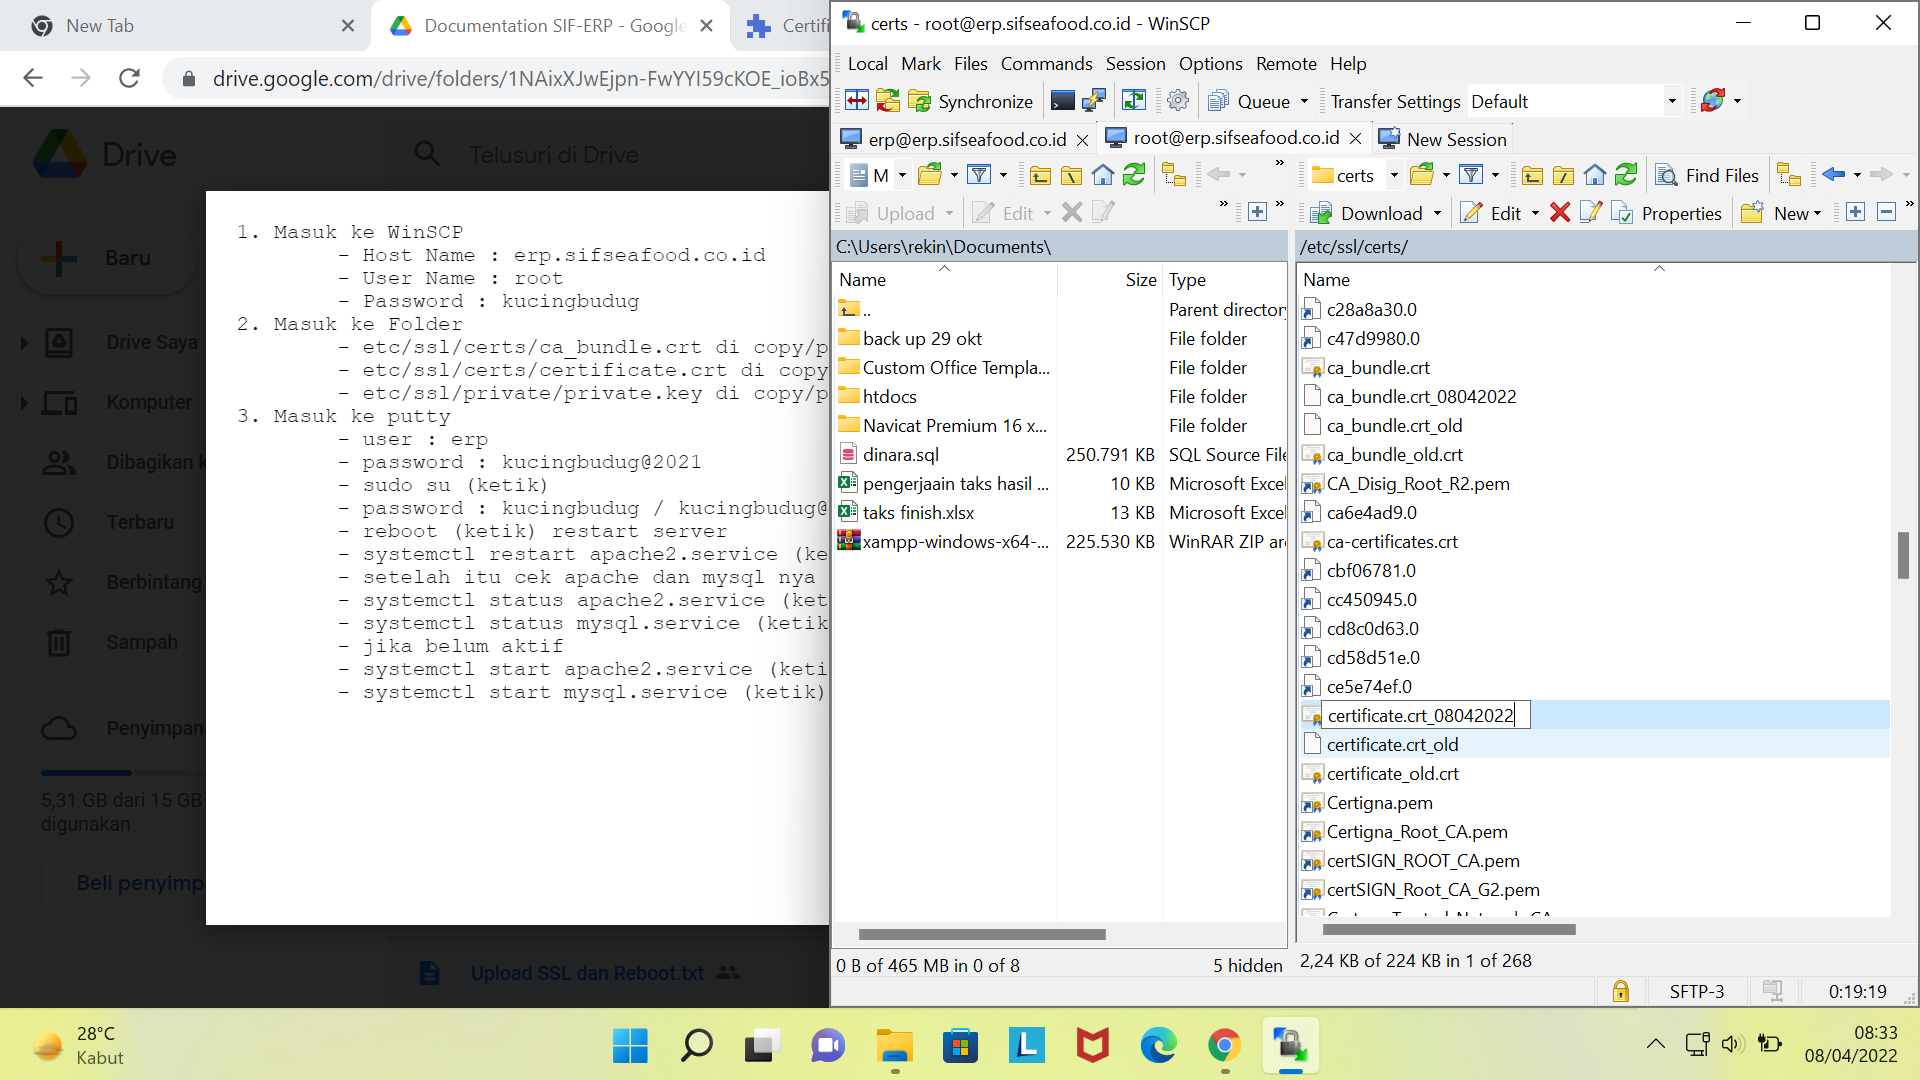 New Tab
Documentation SIF-ERP - Google
Certifi
drive.google.com/drive/folders/1NAixXJwEjpn-FwYYI59cKOE_ioBx5
Drive
Telusuri di Drive
Baru
Drive Saya
Komputer
Dibagikan k
Terbaru
Berbintang
Sampah
Penyimpana
5,31 GB dari 15 GB
digunakan
Beli penyimp
1. Masuk ke WinSCP
- Host Name : erp.sifseafood.co.id
- User Name : root
- Password : kucingbudug
2. Masuk ke Folder
- etc/ssl/certs/ca_bundle.crt di copy/p
- etc/ssl/certs/certificate.crt di copy
- etc/ssl/private/private.key di copy/p
3. Masuk ke putty
- user : erp
- password : kucingbudug@2021
- sudo su (ketik)
- password : kucingbudug / kucingbudug@
- reboot (ketik) restart server
- systemctl restart apache2.service (ke
- setelah itu cek apache dan mysql nya
- systemctl status apache2.service (ket
- systemctl status mysql.service (ketik
- jika belum aktif
- systemctl start apache2.service (keti
- systemctl start mysql.service (ketik)
Upload SSL dan Reboot.txt
certs - root@erp.sifseafood.co.id - WinSCP
Local Mark Files Commands Session Options Remote Help
Synchronize Queue Transfer Settings Default
erp@erp.sifseafood.co.id root@erp.sifseafood.co.id New Session
M » certs Find Files
Upload Edit » Download Edit Properties New »
C:\Users\rekin\Documents\
Name Size Type
.. Parent directory
back up 29 okt File folder
Custom Office Templa... File folder
htdocs File folder
Navicat Premium 16 x... File folder
dinara.sql 250.791 KB SQL Source File
pengerjaain taks hasil ... 10 KB Microsoft Excel
taks finish.xlsx 13 KB Microsoft Excel
xampp-windows-x64-... 225.530 KB WinRAR ZIP ar
0 B of 465 MB in 0 of 8 5 hidden
/etc/ssl/certs/
Name
c28a8a30.0
c47d9980.0
ca_bundle.crt
ca_bundle.crt_08042022
ca_bundle.crt_old
ca_bundle_old.crt
CA_Disig_Root_R2.pem
ca6e4ad9.0
ca-certificates.crt
cbf06781.0
cc450945.0
cd8c0d63.0
cd58d51e.0
ce5e74ef.0
certificate.crt_08042022
certificate.crt_old
certificate_old.crt
Certigna.pem
Certigna_Root_CA.pem
certSIGN_ROOT_CA.pem
certSIGN_Root_CA_G2.pem
2,24 KB of 224 KB in 1 of 268
SFTP-3 0:19:19
28°C
Kabut
08:33
08/04/2022